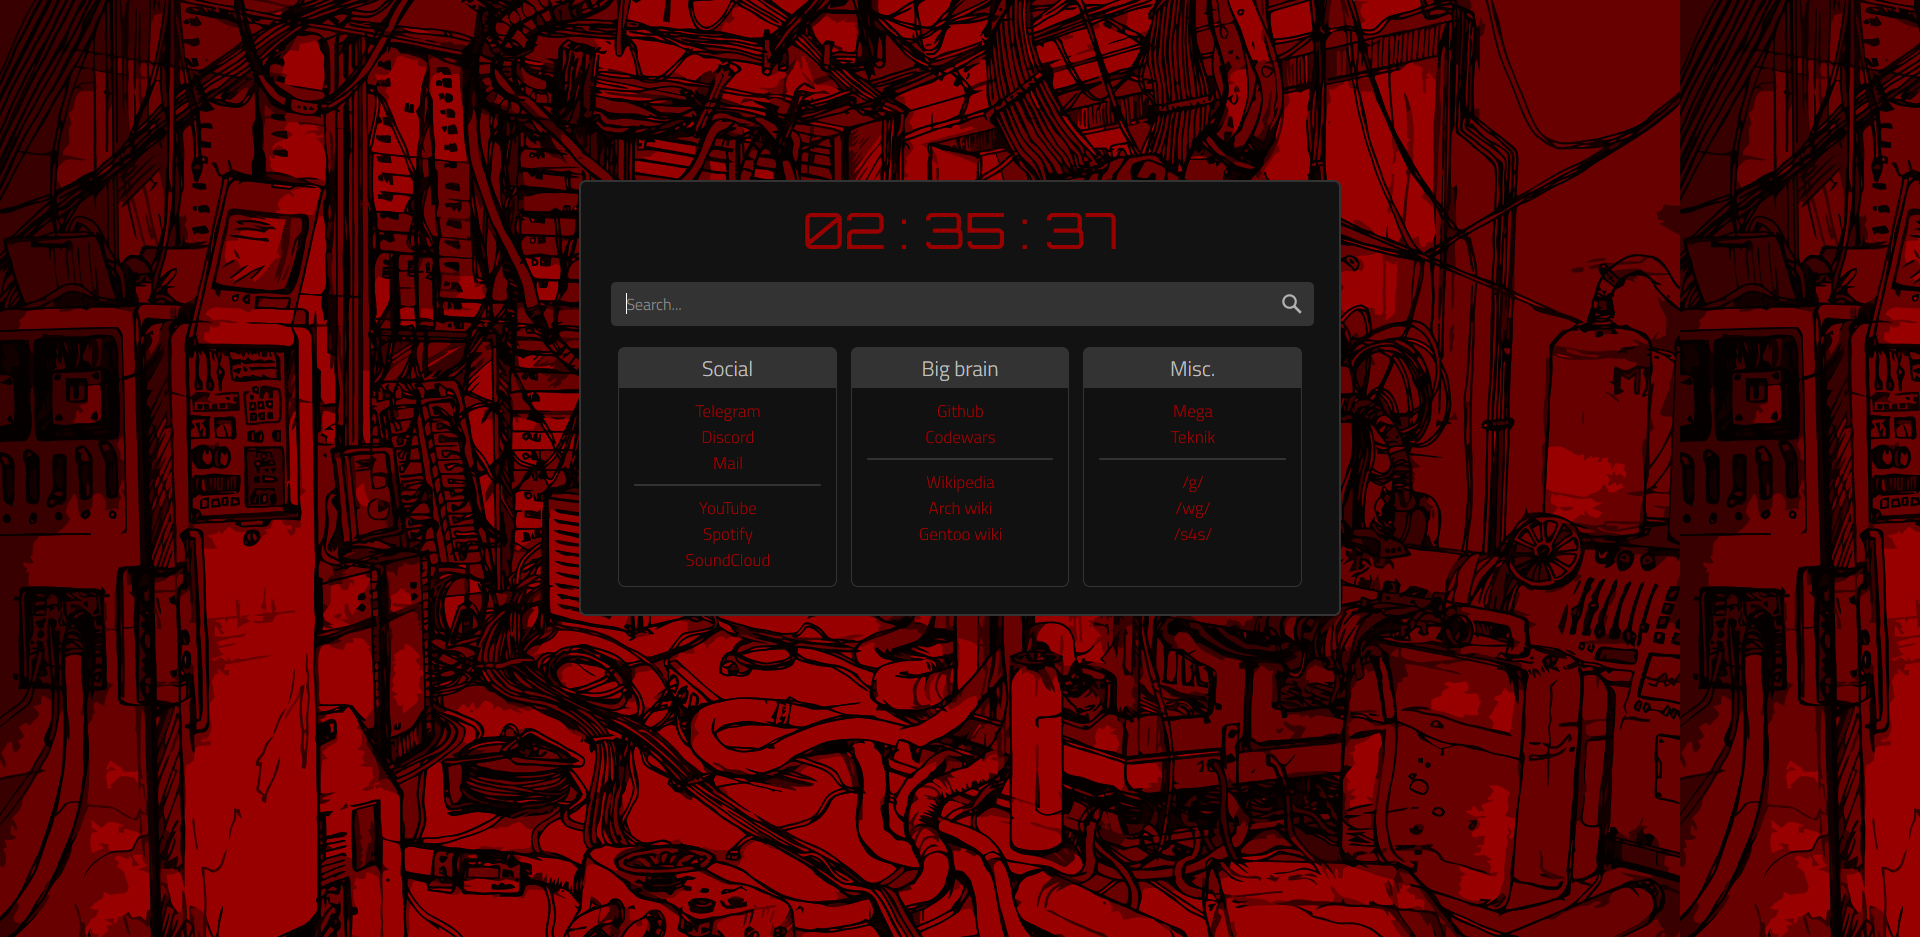 02:35:37
Search...
Social
Telegram
Discord
Mail
YouTube
Spotify
SoundCloud
Big brain
Github
Codewars
Wikipedia
Arch wiki
Gentoo wiki
Misc.
Mega
Teknik
/g/
/wg/
/s4s/